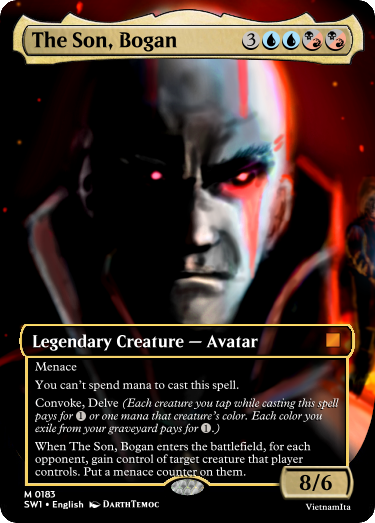 The Son, Bogan 3
Legendary Creature — Avatar
Menace
You can't spend mana to cast this spell.
Convoke, Delve (Each creature you tap while casting this spell
pays for 1 or one mana that creature's color. Each color you
exile from your graveyard pays for 1.)
When The Son, Bogan enters the battlefield, for each
opponent, gain control of target creature that player
controls. Put a menace counter on them.
8/6
M 0183
SW1 • English DarthTemoc
VietnamIta